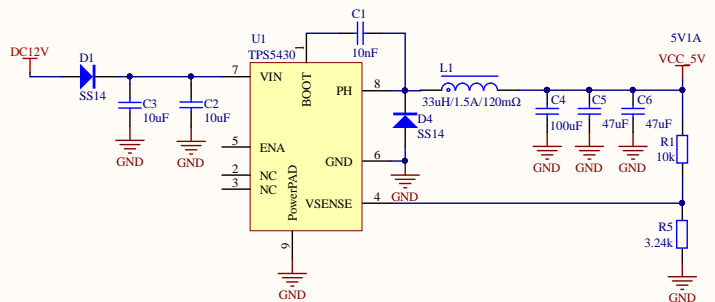 DC12V
D1
SS14
C3
10uF
C2
10uF
GND
GND
U1
TPS5430
7
VIN
1
BOOT
8
PH
5
ENA
GND
6
2
NC
3
NC
VSENSE
4
PowerPAD
9
GND
C1
10nF
D4
SS14
GND
L1
33uH/1.5A/120mΩ
C4
100uF
GND
C5
47uF
GND
C6
47uF
GND
5V1A
VCC_5V
R1
10k
R5
3.24k
GND